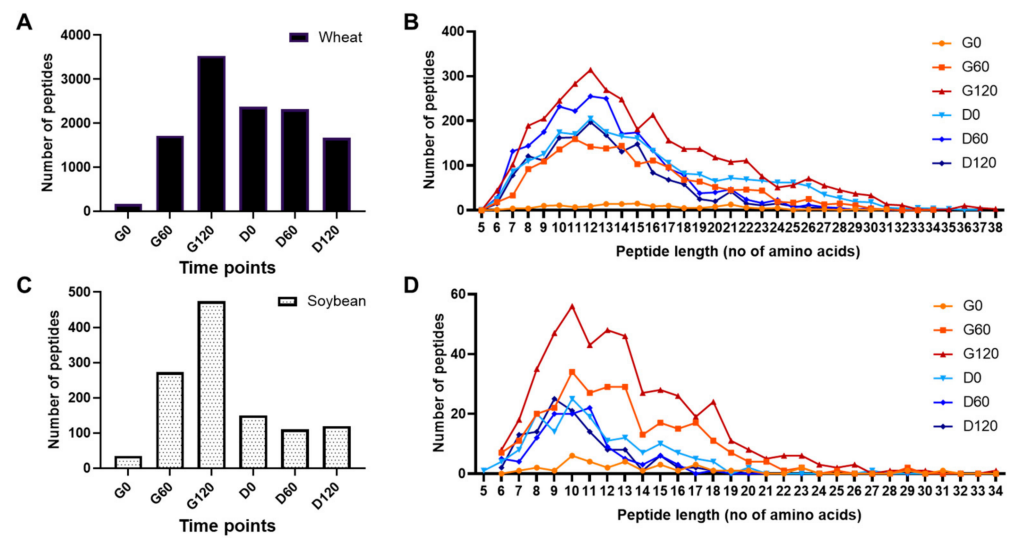 A
Number of peptides
4000
3000
2000
1000
0
Wheat
G0
G60
G120
D0
D60
D120
Time points
B
Number of peptides
400
300
200
100
0
G0
G60
G120
D0
D60
D120
5 6 7 8 9 10 11 12 13 14 15 16 17 18 19 20 21 22 23 24 25 26 27 28 29 30 31 33 34 35 36 37 38
Peptide length (no of amino acids)
C
Number of peptides
500
400
300
200
100
0
Soybean
G0
G60
G120
D0
D60
D120
Time points
D
Number of peptides
60
40
20
0
G0
G60
G120
D0
D60
D120
5 6 7 8 9 10 11 12 13 14 15 16 17 18 19 20 21 22 23 24 25 26 27 28 29 30 31 32 33 34
Peptide length (no of amino acids)